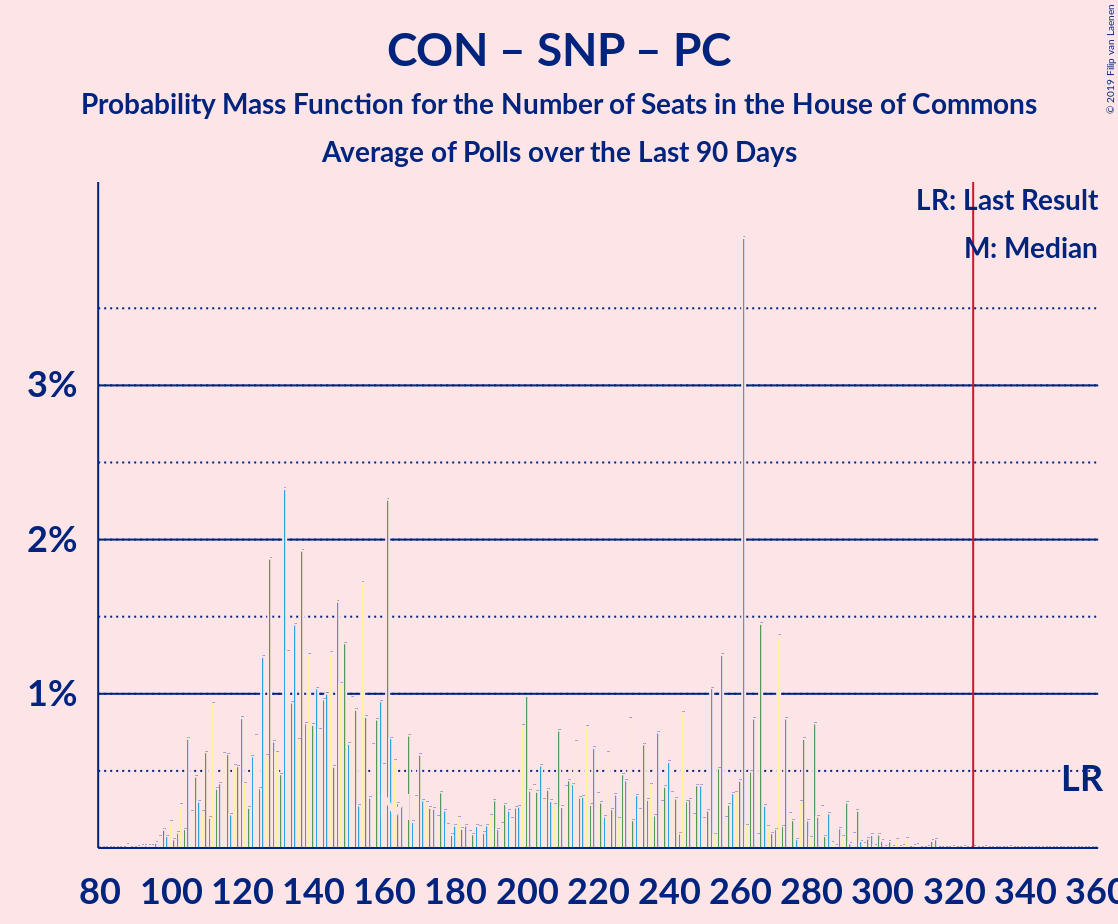 CON – SNP – PC
Probability Mass Function for the Number of Seats in the House of Commons
Average of Polls over the Last 90 Days
© 2019 Filip van Laenen
LR: Last Result
M: Median
3%
2%
1%
LR
M
80 100 120 140 160 180 200 220 240 260 280 300 320 340 360